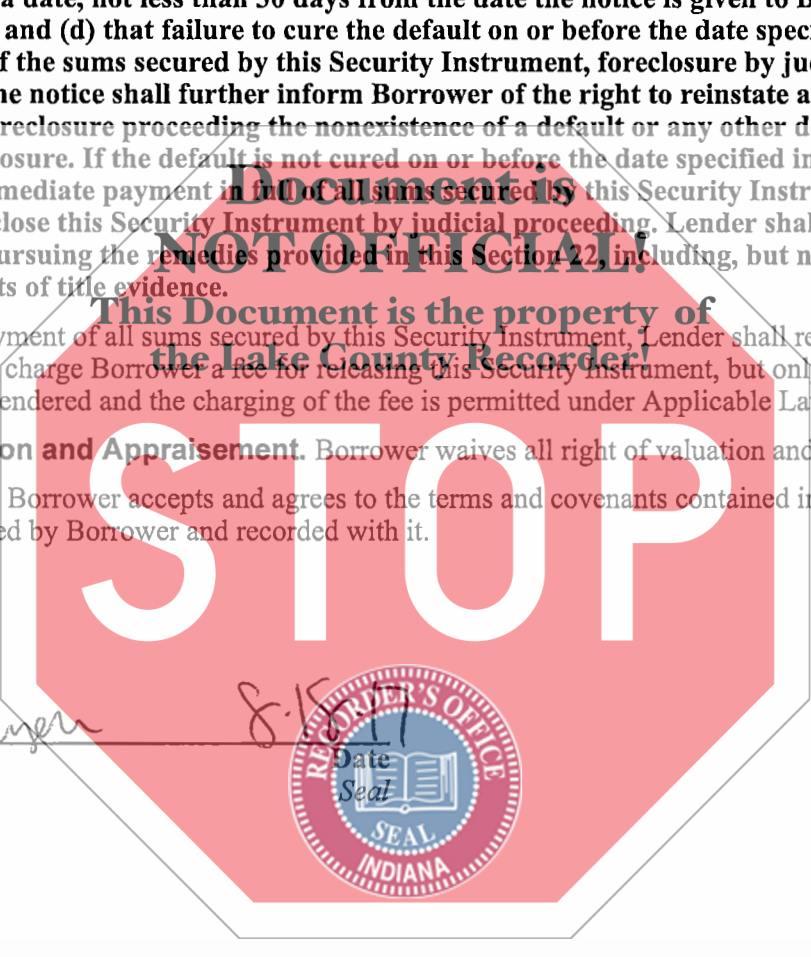 a date, not less than 30 days from the date the notice is given to
and (d) that failure to cure the default on or before the date
f the sums secured by this Security Instrument, foreclosure by
notice shall further inform Borrower of the right to reinstate
reclosure proceeding the nonexistence of a default or any other
osure. If the default is not cured on or before the date specified in
mediate payment in full of all sums secured by this Security
Document is
close this Security Instrument by judicial proceeding. Lender
NOT OFFICIAL!
ursuing the remedies provided in this Section 22, including, but
ts of title evidence.
This Document is the property of
yment of all sums secured by this Security Instrument, Lender shall
the Lake County Recorder!
charge Borrower a fee for releasing this Security Instrument, but
endered and the charging of the fee is permitted under Applicable
on and Appraisement. Borrower waives all right of valuation and
STOP
Borrower accepts and agrees to the terms and covenants contained in
ed by Borrower and recorded with it.
8-15-17
Date
Seal
RECORDER'S OFFICE
SEAL
INDIANA